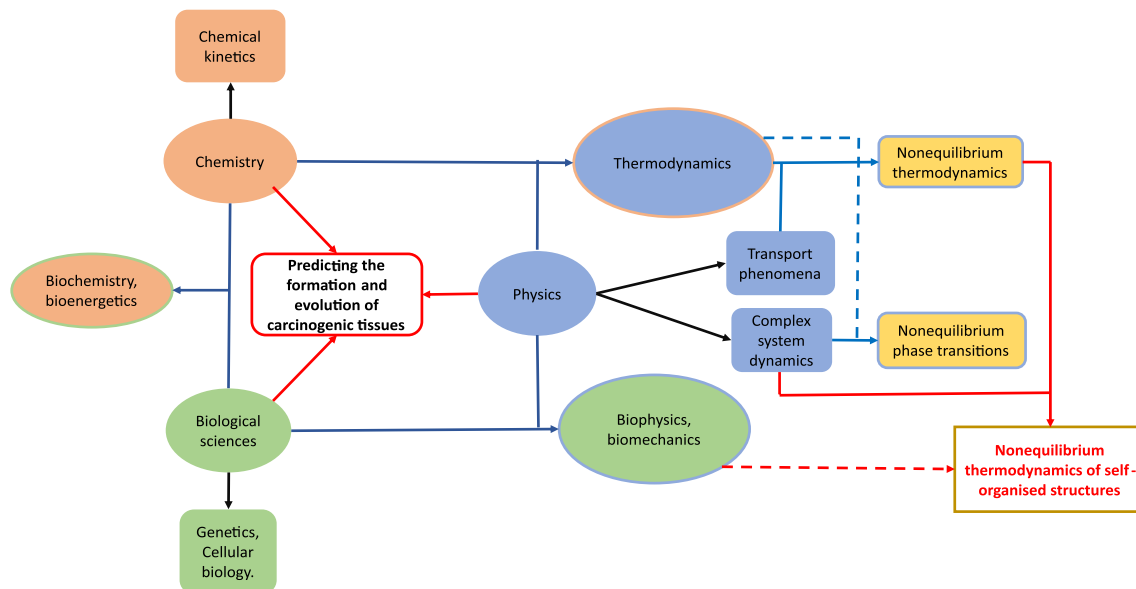 Chemical
kinetics
Chemistry
Thermodynamics
Nonequilibrium
thermodynamics
Biochemistry,
bioenergetics
Predicting the
formation and
evolution of
carcinogenic tissues
Physics
Transport
phenomena
Complex
system
dynamics
Nonequilibrium
phase transitions
Biological
sciences
Biophysics,
biomechanics
Nonequilibrium
thermodynamics of self-
organised structures
Genetics,
Cellular
biology.